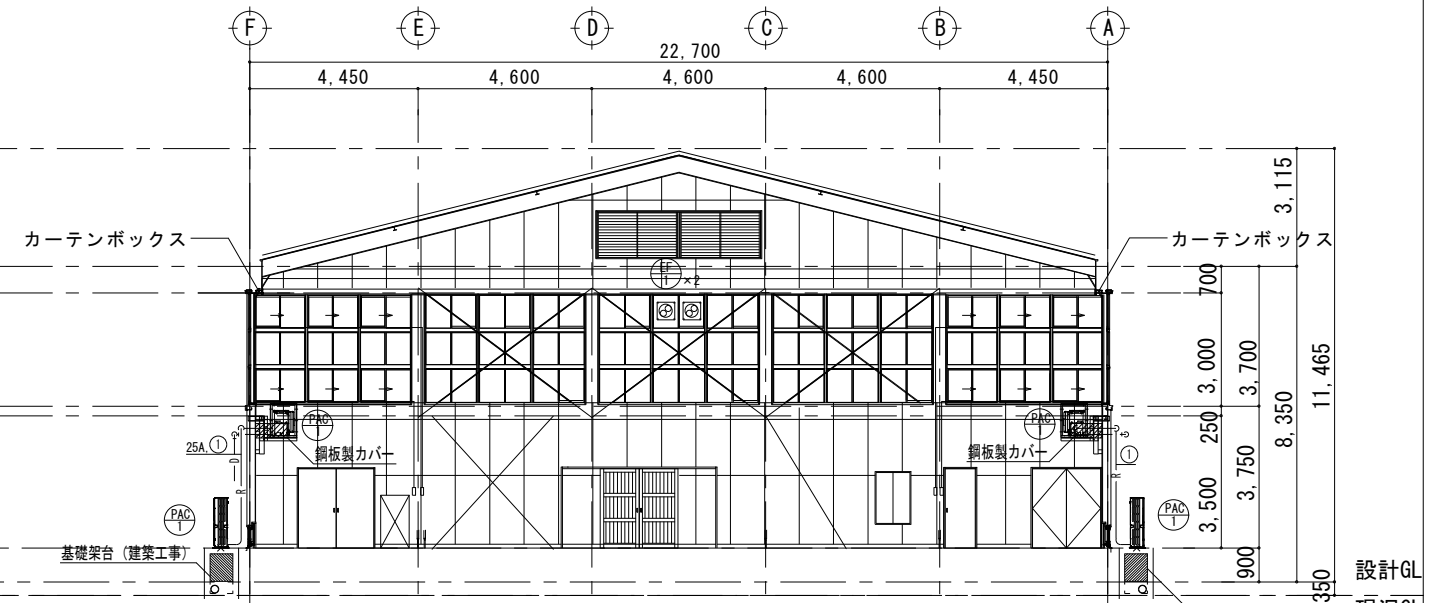 F E D C B A
22,700
4,450 4,600 4,600 4,600 4,450
3,115
カーテンボックス
カーテンボックス
EF
1 ×2
700
3,000
3,700
11,465
8,350
250
PAC
1
PAC
1
25A, ①
鋼板製カバー
鋼板製カバー
①
D
R
R
3,750
3,500
PAC
1
PAC
1
基礎架台（建築工事）
900
350
設計GL